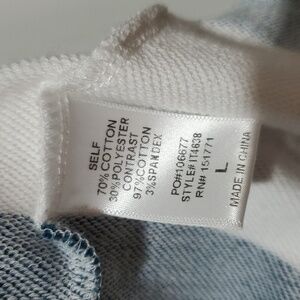 SELF
70% COTTON
30% POLYESTER
CONTRAST
97% COTTON
3% SPANDEX
PO#106677
STYLE# IT4638
RN# 151771
L
MADE IN CHINA